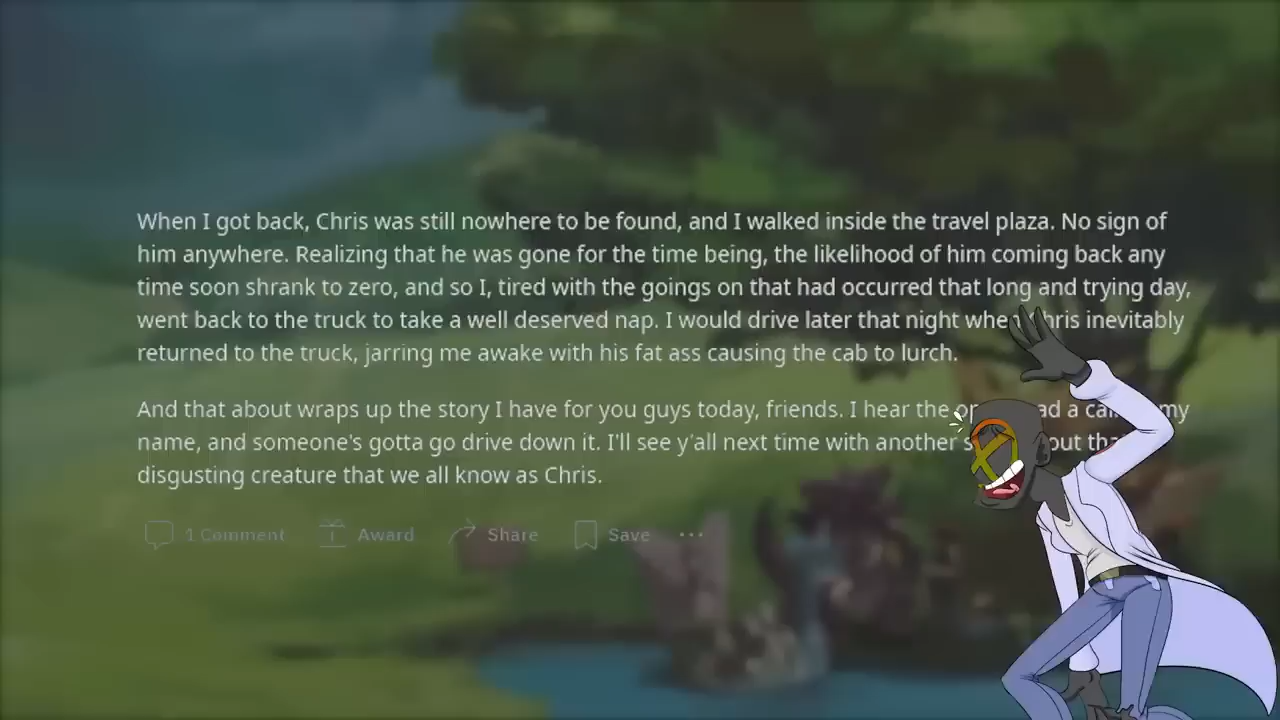 When I got back, Chris was still nowhere to be found, and I walked inside the travel plaza. No sign of
him anywhere. Realizing that he was gone for the time being, the likelihood of him coming back any
time soon shrank to zero, and so I, tired with the goings on that had occurred that long and trying day,
went back to the truck to take a well deserved nap. I would drive later that night when Chris inevitably
returned to the truck, jarring me awake with his fat ass causing the cab to lurch.
And that about wraps up the story I have for you guys today, friends. I hear the my
name, and someone's gotta go drive down it. I'll see y'all next time with another
disgusting creature that we all know as Chris.
1 Comment Award Share Save ...